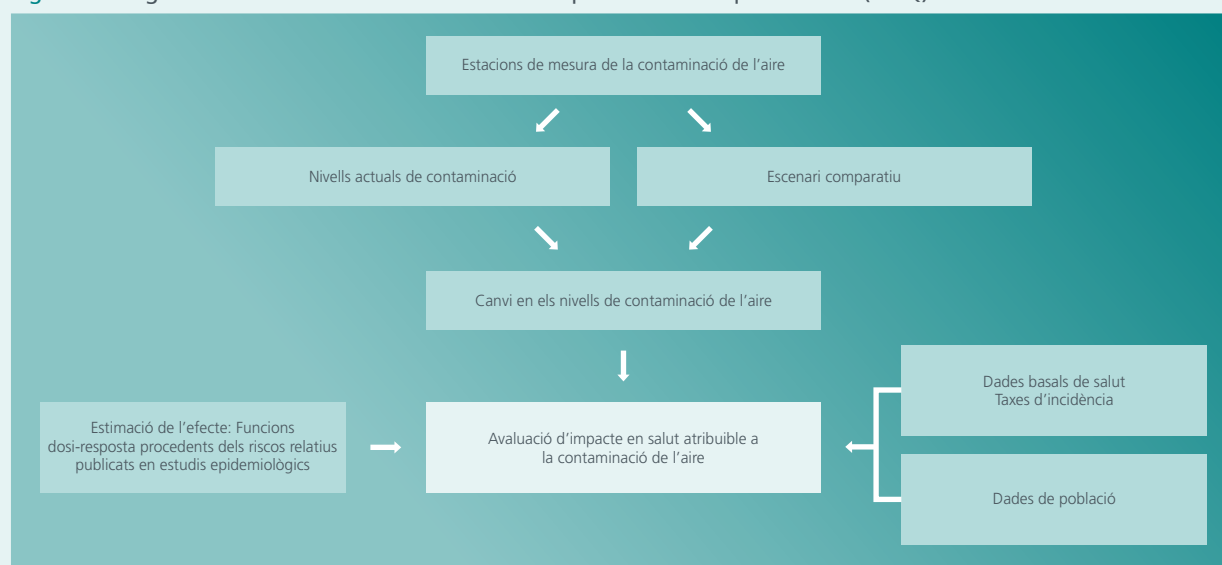 Estacions de mesura de la contaminació de l'aire
Nivells actuals de contaminació
Escenari comparatiu
Canvi en els nivells de contaminació de l'aire
Dades basals de salut
Taxes d'incidència
Estimació de l'efecte: Funcions
dosi-resposta procedents dels riscos relatius
publicats en estudis epidemiològics
Avaluació d'impacte en salut atribuible a
la contaminació de l'aire
Dades de població